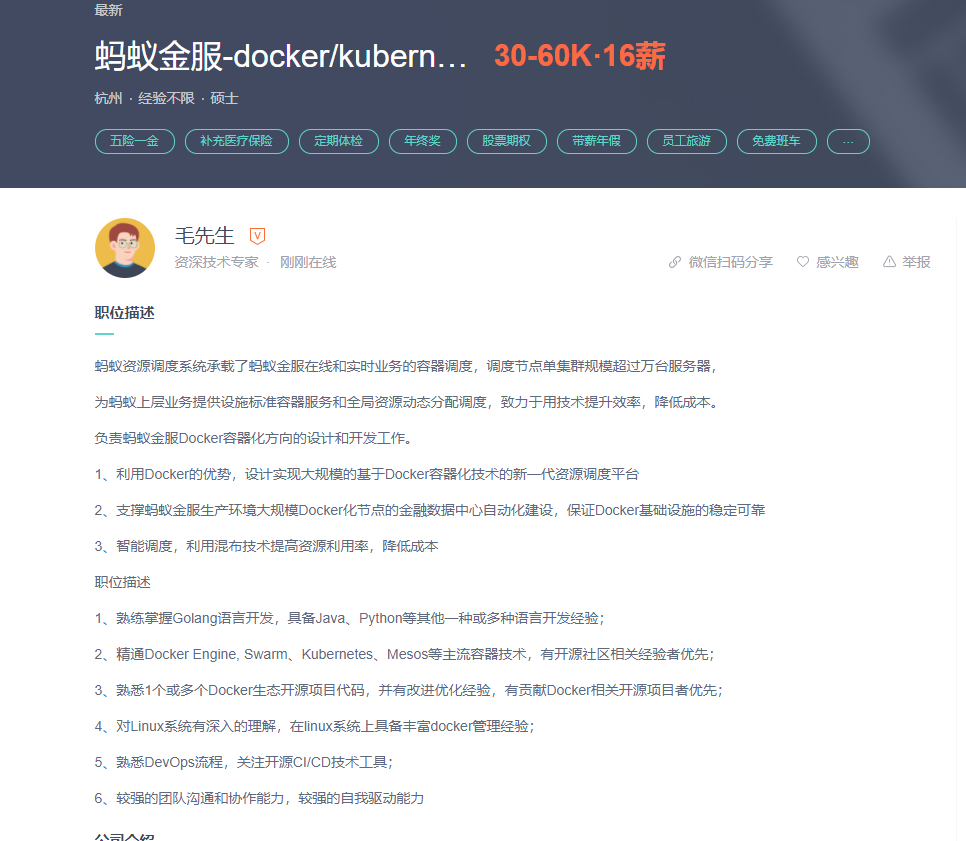 最新
蚂蚁金服-docker/kubern... 30-60K·16薪
杭州 · 经验不限 · 硕士
五险一金 补充医疗保险 定期体检 年终奖 股票期权 带薪年假 员工旅游 免费班车 ...
毛先生 V
资深技术专家 · 刚刚在线 微信扫码分享 感兴趣 举报
职位描述
蚂蚁资源调度系统承载了蚂蚁金服在线和实时业务的容器调度，调度节点单集群规模超过万台服务器，
为蚂蚁上层业务提供设施标准容器服务和全局资源动态分配调度，致力于用技术提升效率，降低成本。
负责蚂蚁金服Docker容器化方向的设计和开发工作。
1、利用Docker的优势，设计实现大规模的基于Docker容器化技术的新一代资源调度平台
2、支撑蚂蚁金服生产环境大规模Docker化节点的金融数据中心自动化建设，保证Docker基础设施的稳定可靠
3、智能调度，利用混布技术提高资源利用率，降低成本
职位描述
1、熟练掌握Golang语言开发，具备Java、Python等其他一种或多种语言开发经验；
2、精通Docker Engine, Swarm、Kubernetes、Mesos等主流容器技术，有开源社区相关经验者优先；
3、熟悉1个或多个Docker生态开源项目代码，并有改进优化经验，有贡献Docker相关开源项目者优先；
4、对Linux系统有深入的理解，在linux系统上具备丰富docker管理经验；
5、熟悉DevOps流程，关注开源CI/CD技术工具；
6、较强的团队沟通和协作能力，较强的自我驱动能力
公司介绍